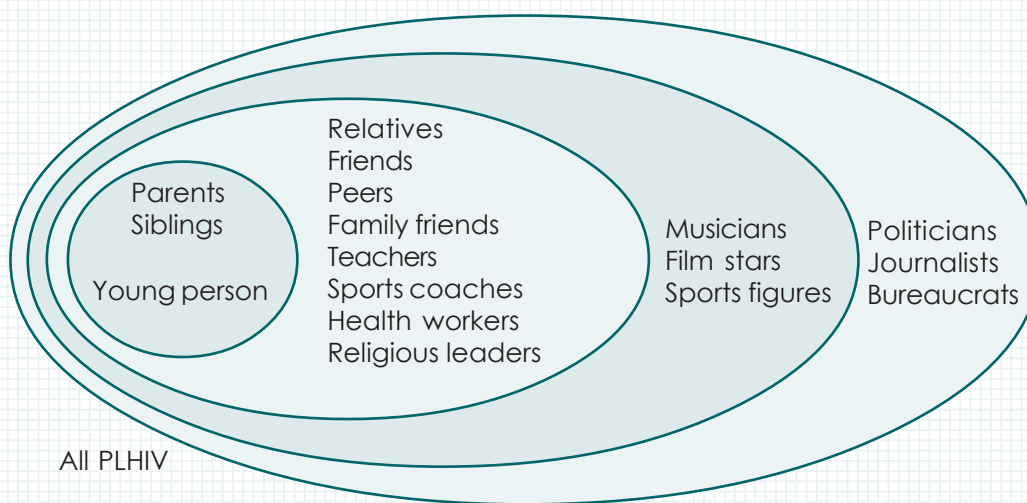 Parents
Siblings
Young person
Relatives
Friends
Peers
Family friends
Teachers
Sports coaches
Health workers
Religious leaders
Musicians
Film stars
Sports figures
Politicians
Journalists
Bureaucrats
All PLHIV